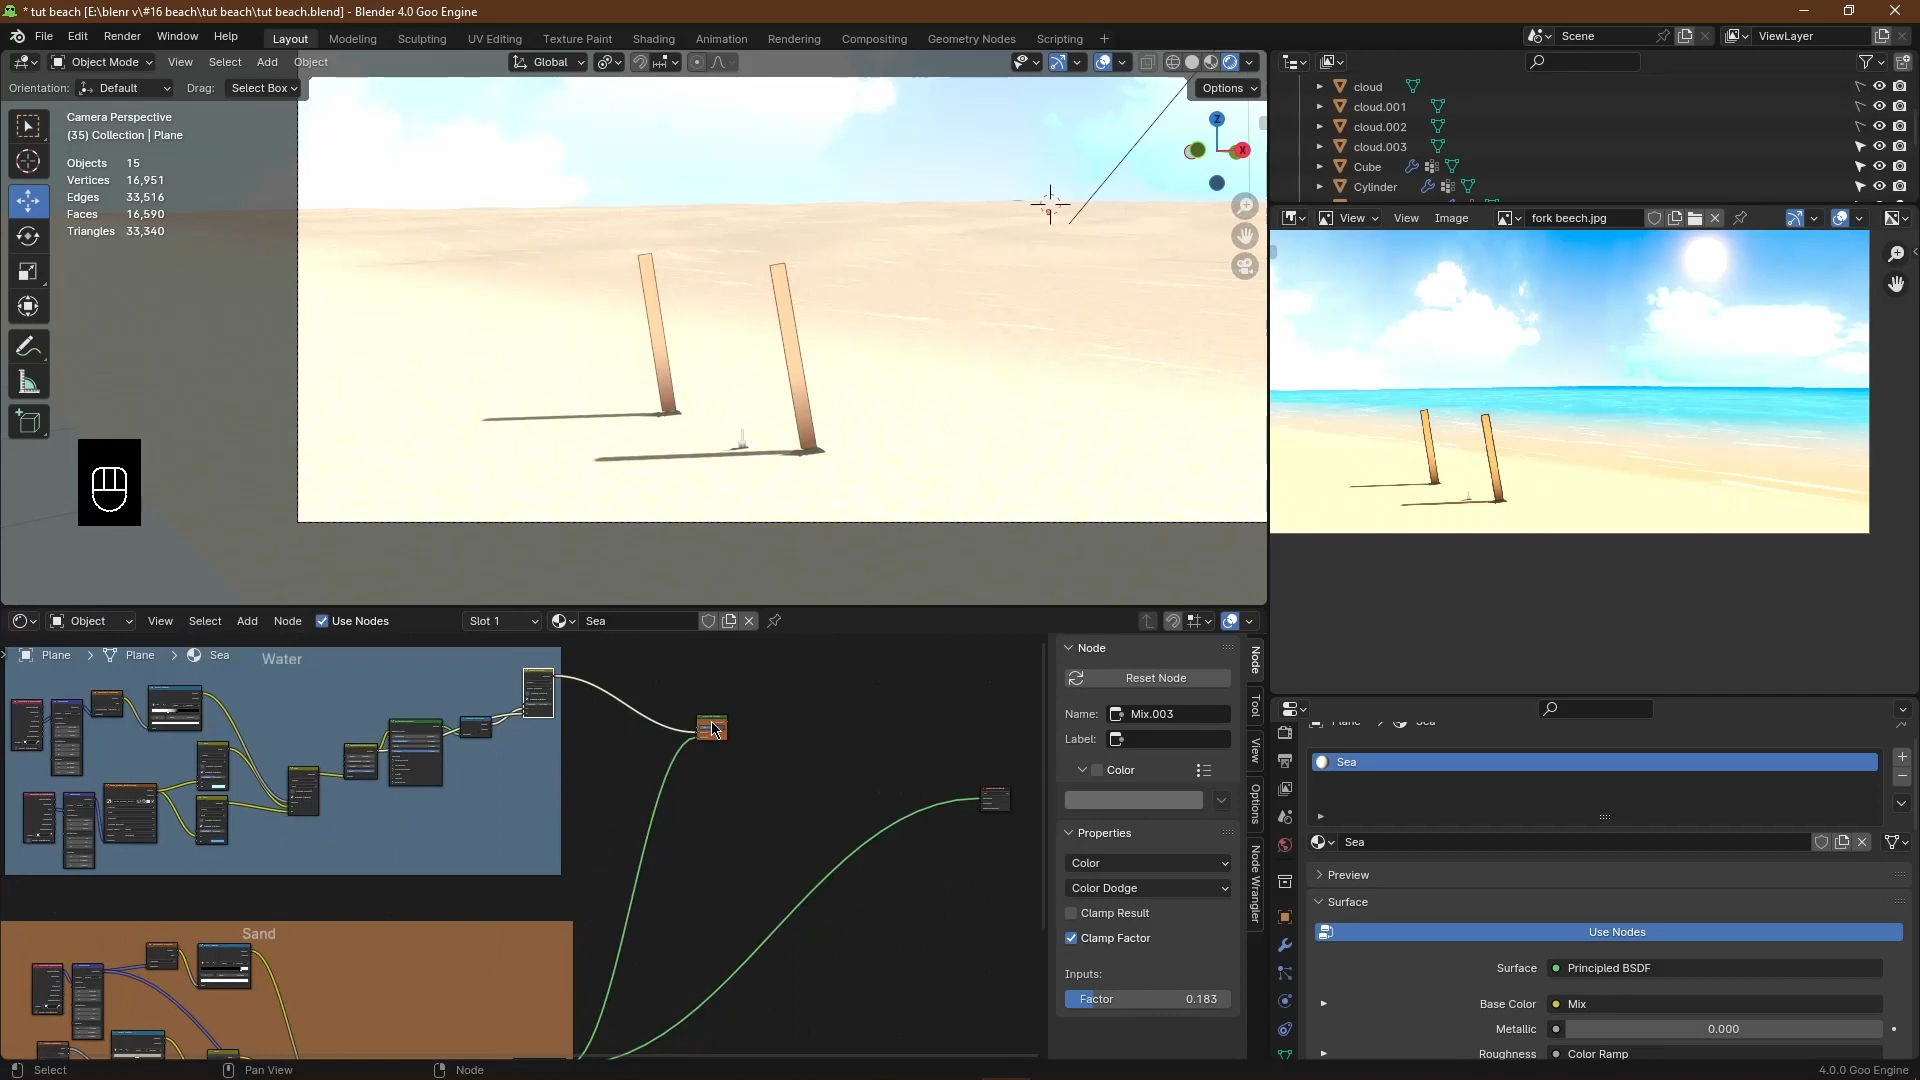 * tut beach [E:\blenr v\#16 beach\tut beach\tut beach.blend] - Blender 4.0 Goo Engine
File Edit Render Window Help Layout Modeling Sculpting UV Editing Texture Paint Shading Animation Rendering Compositing Geometry Nodes Scripting + Scene ViewLayer
Object Mode View Select Add Object Global
Orientation: Default Drag: Select Box Options
Camera Perspective
(35) Collection | Plane
Objects 15
Vertices 16,951
Edges 33,516
Faces 16,590
Triangles 33,340
Z
X
cloud
cloud.001
cloud.002
cloud.003
Cube
Cylinder
View View Image fork beech.jpg
Object View Select Add Node Use Nodes Slot 1 Sea
Plane > Plane > Sea
Water
Sand
Node
Reset Node
Name: Mix.003
Label:
Color
Properties
Color
Color Dodge
Clamp Result
Clamp Factor
Inputs:
Factor 0.183
Node
Tool
View
Options
Node Wrangler
Plane > Sea
Sea
Sea
Preview
Surface
Use Nodes
Surface Principled BSDF
Base Color Mix
Metallic 0.000
Roughness Color Ramp
Select Pan View Node 4.0.0 Goo Engine